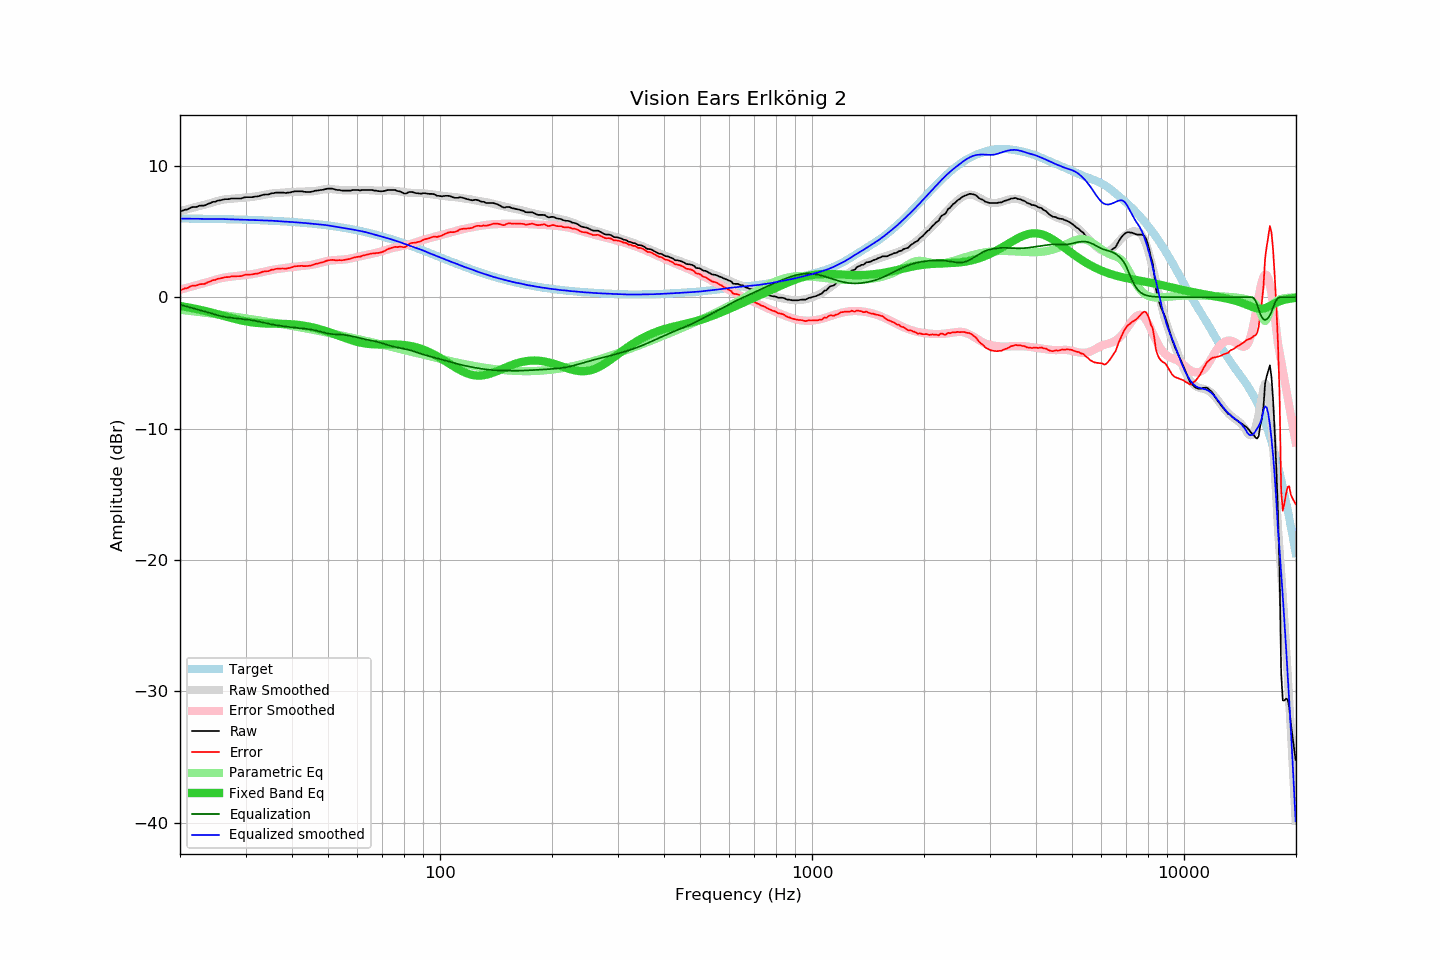 Vision Ears Erlkönig 2
Amplitude (dBr)
10
0
−10
−20
−30
−40
Target
Raw Smoothed
Error Smoothed
Raw
Error
Parametric Eq
Fixed Band Eq
Equalization
Equalized smoothed
100
1000
10000
Frequency (Hz)